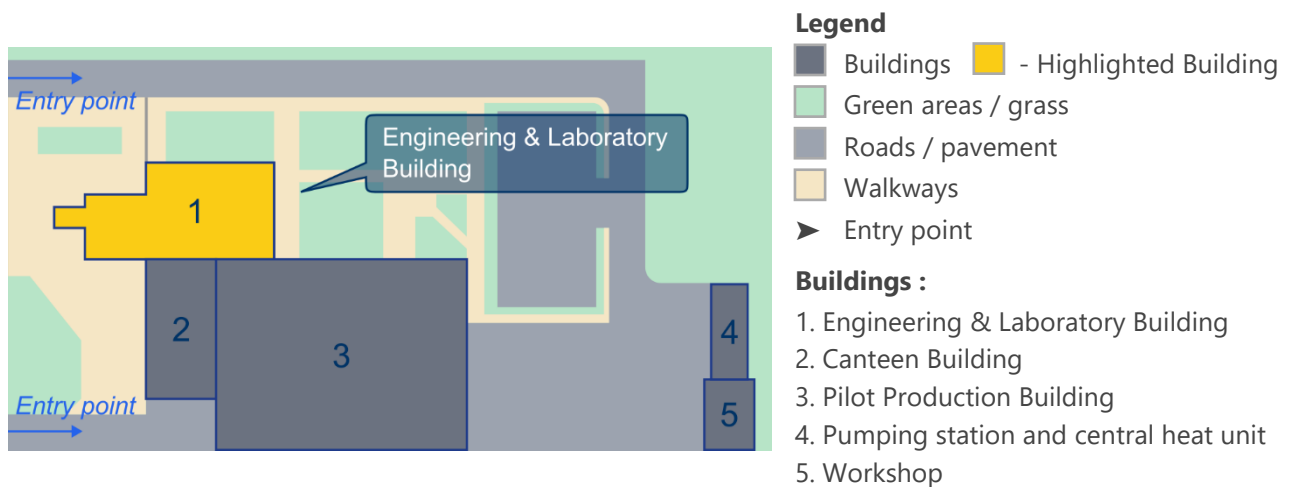 Entry point
Engineering & Laboratory
Building
1
2
3
4
5
Entry point
Legend
Buildings - Highlighted Building
Green areas / grass
Roads / pavement
Walkways
Entry point
Buildings :
1. Engineering & Laboratory Building
2. Canteen Building
3. Pilot Production Building
4. Pumping station and central heat unit
5. Workshop